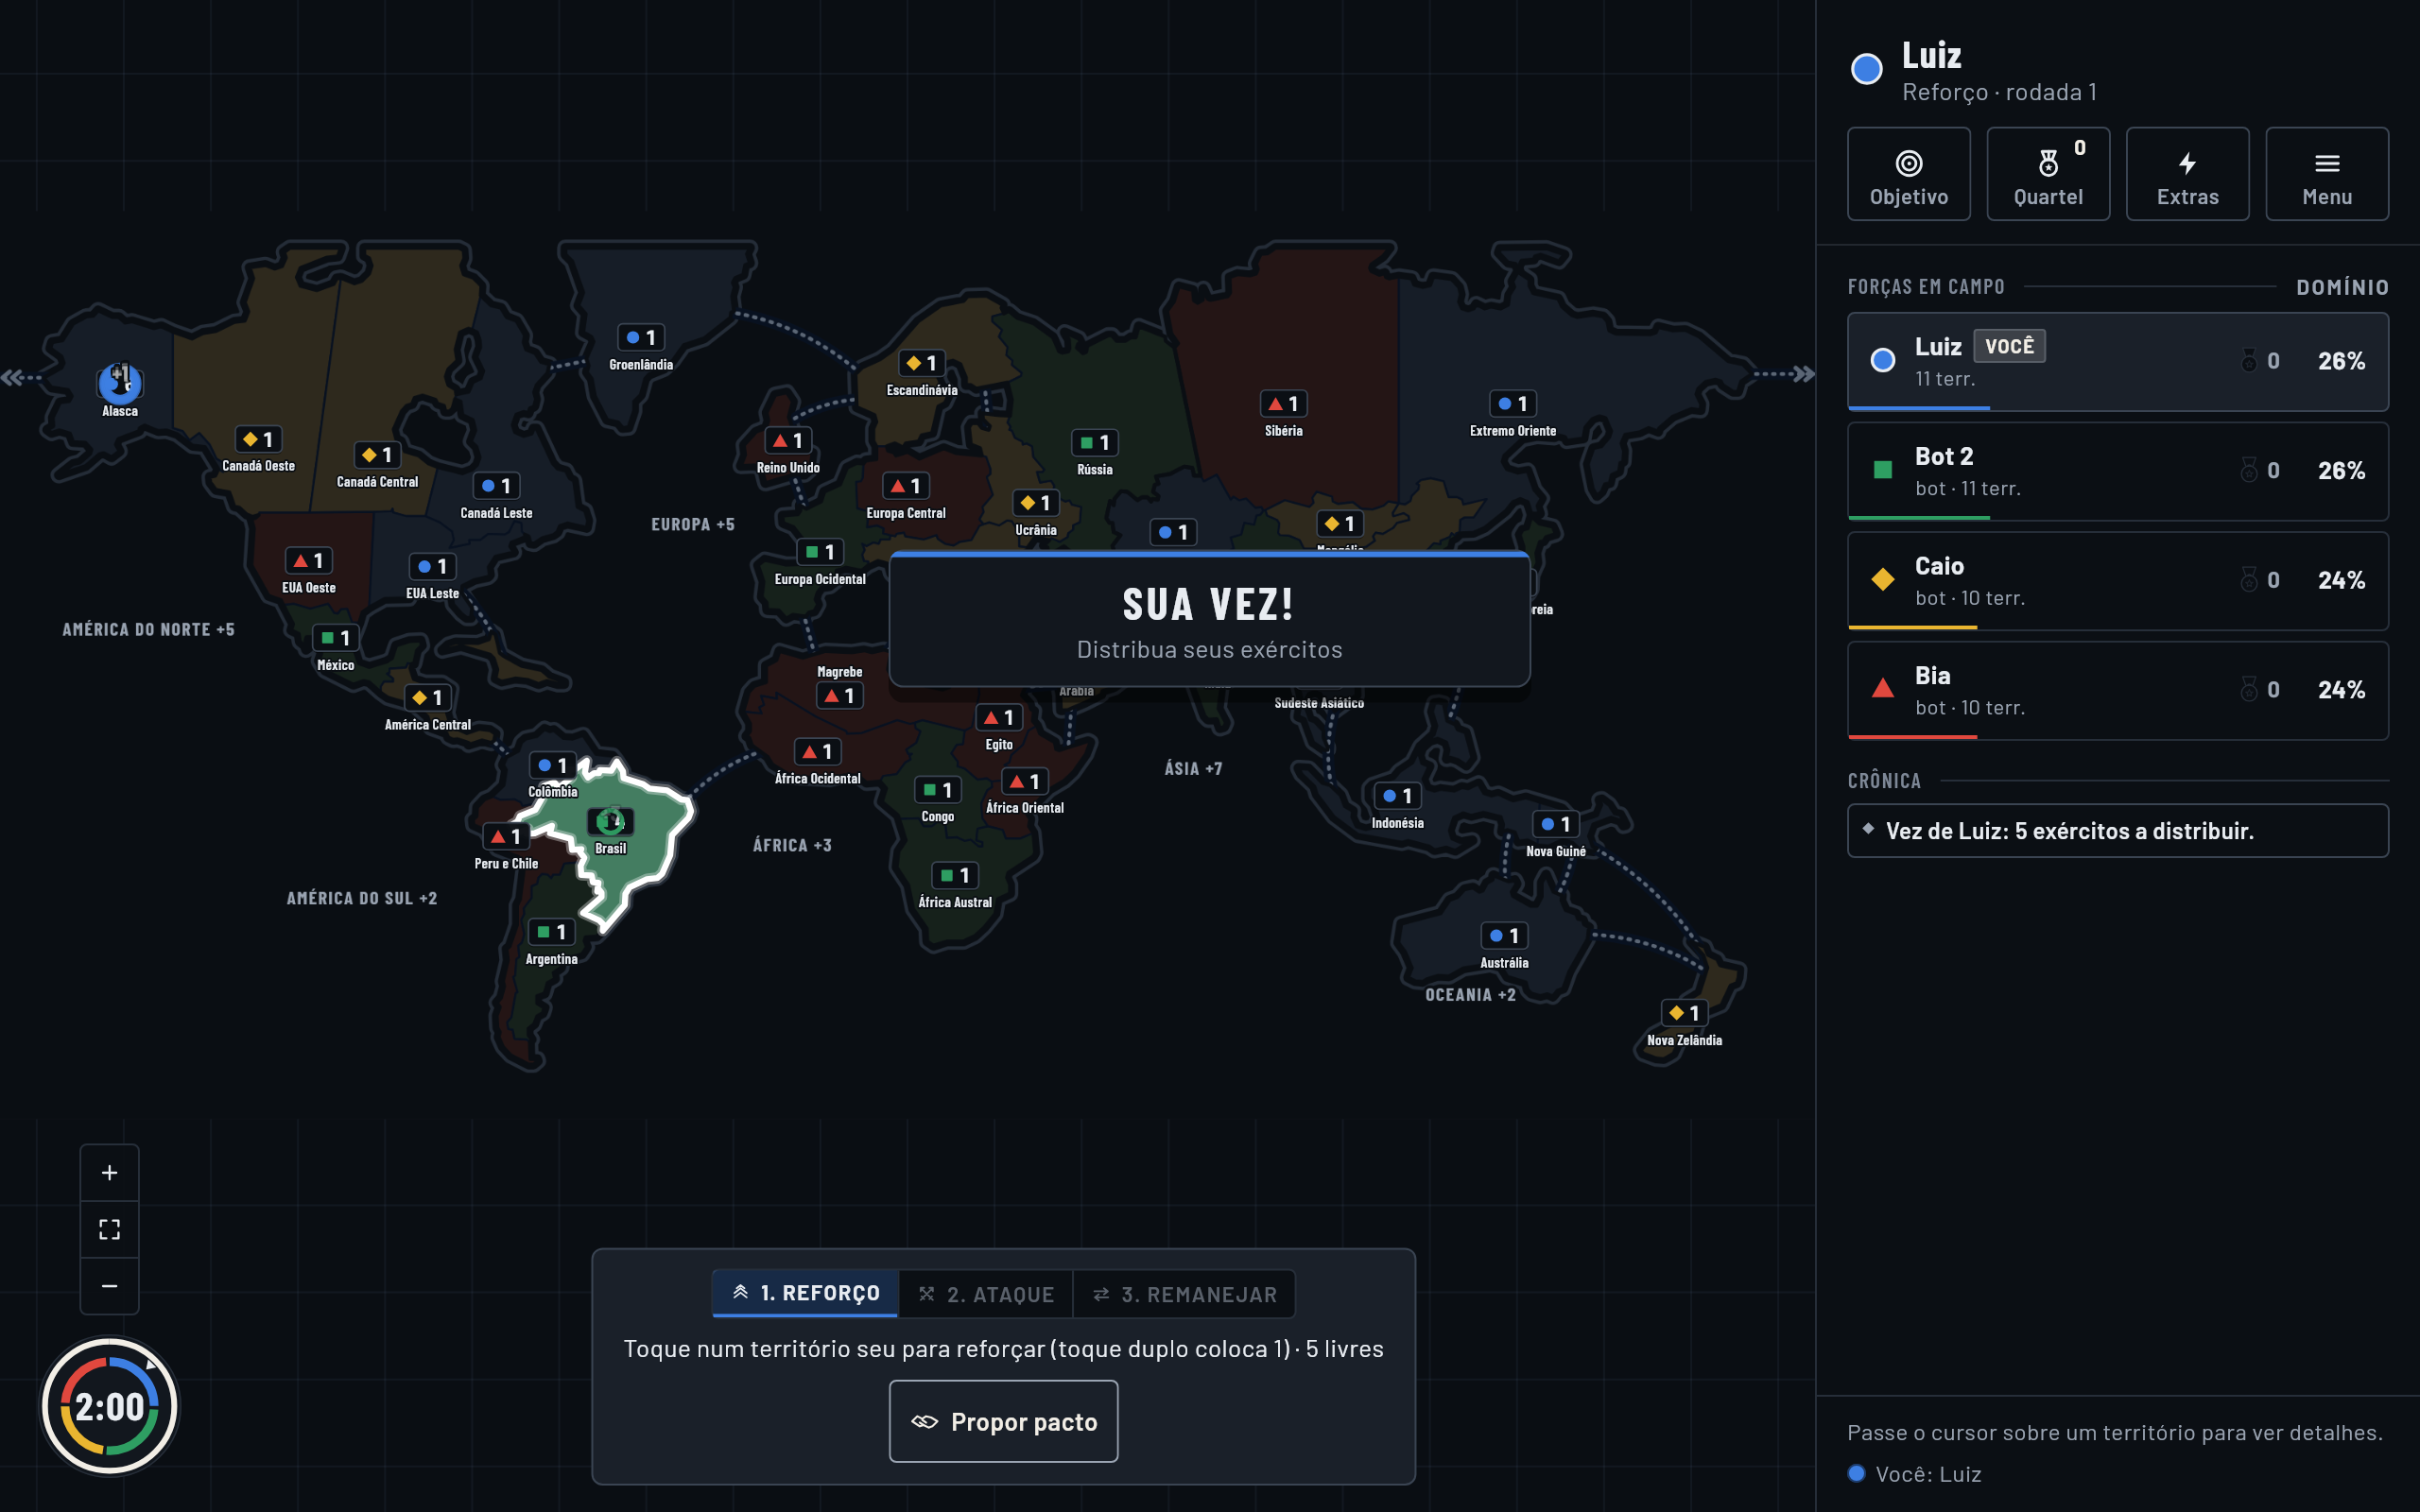 Luiz
Reforço · rodada 1
Objetivo
0
Quartel
Extras
Menu
FORÇAS EM CAMPO
DOMÍNIO
Luiz VOCÊ
11 terr.
0 26%
Bot 2
bot · 11 terr.
0 26%
Caio
bot · 10 terr.
0 24%
Bia
bot · 10 terr.
0 24%
CRÔNICA
Vez de Luiz: 5 exércitos a distribuir.
Passe o cursor sobre um território para ver detalhes.
Você: Luiz
1
Groenlândia
1
Escandinávia
+1
Alasca
1
Canadá Oeste
1
Canadá Central
1
Canadá Leste
1
Reino Unido
1
Europa Central
1
Rússia
1
Sibéria
1
Extremo Oriente
1
Ucrânia
1
1
EUROPA +5
1
EUA Oeste
1
EUA Leste
1
Europa Ocidental
AMÉRICA DO NORTE +5
1
México
1
América Central
SUA VEZ!
Distribua seus exércitos
Magrebe
1
Arábia
Sudeste Asiático
1
Egito
1
África Ocidental
1
África Oriental
1
Congo
ÁSIA +7
1
Colômbia
Brasil
1
Peru e Chile
ÁFRICA +3
1
África Austral
1
Indonésia
1
Nova Guiné
AMÉRICA DO SUL +2
1
Argentina
1
Austrália
OCEANIA +2
1
Nova Zelândia
+
−
2:00
1. REFORÇO
2. ATAQUE
3. REMANEJAR
Toque num território seu para reforçar (toque duplo coloca 1) · 5 livres
Propor pacto